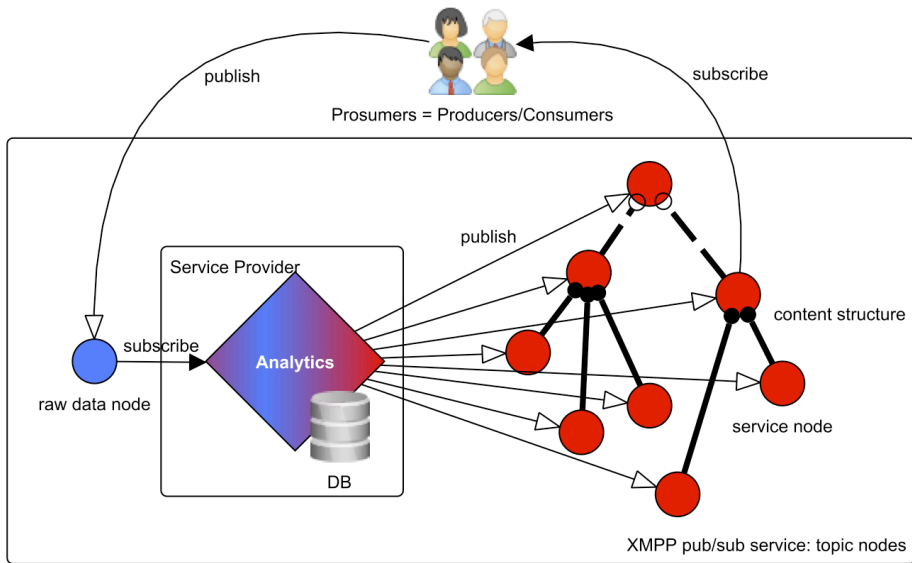 publish
subscribe
Prosumers = Producers/Consumers
publish
Service Provider
content structure
subscribe
Analytics
raw data node
service node
DB
XMPP pub/sub service: topic nodes